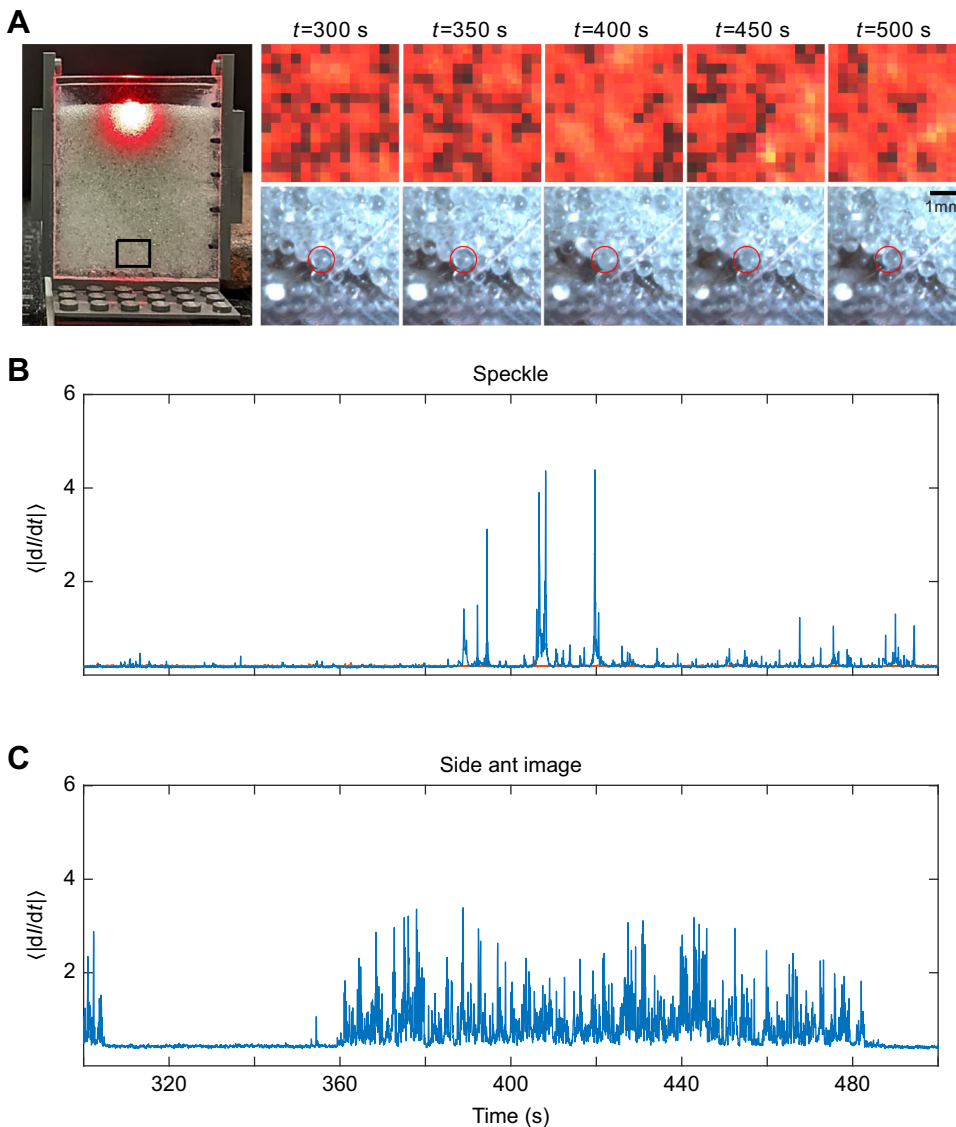 A
t=300 s t=350 s t=400 s t=450 s t=500 s
1mm
B
Speckle
6
4
2
⟨|dI/dt|⟩
C
Side ant image
6
4
2
⟨|dI/dt|⟩
320 360 400 440 480
Time (s)